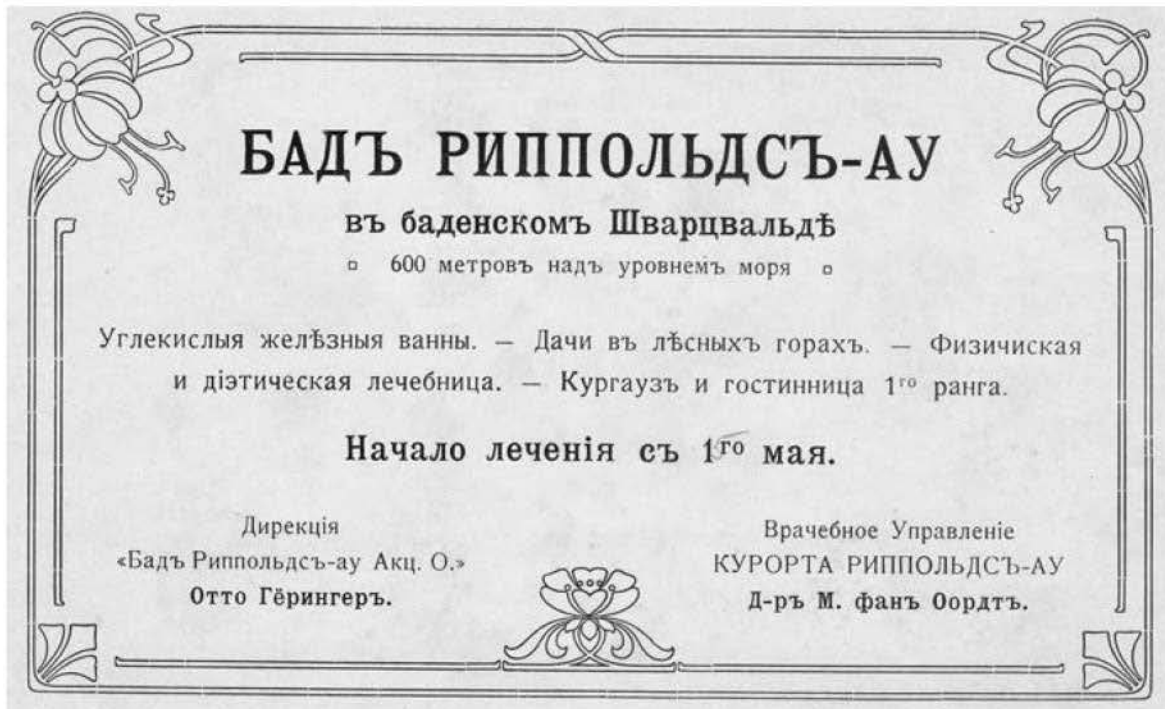 БАДЪ РИППОЛЬДСЪ-АУ
въ баденскомъ Шварцвальдѣ
600 метровъ надъ уровнемъ моря
Углекислыя желѣзныя ванны. — Дачи въ лѣсныхъ горахъ. — Физичиская
и діэтическая лечебница. — Кургаузъ и гостинница 1го ранга.
Начало леченія съ 1го мая.
Дирекція
«Бадъ Риппольдсъ-ау Акц. О.»
Отто Гёрингеръ.
Врачебное Управленіе
КУРОРТА РИППОЛЬДСЪ-АУ
Д-ръ М. фанъ Оордтъ.